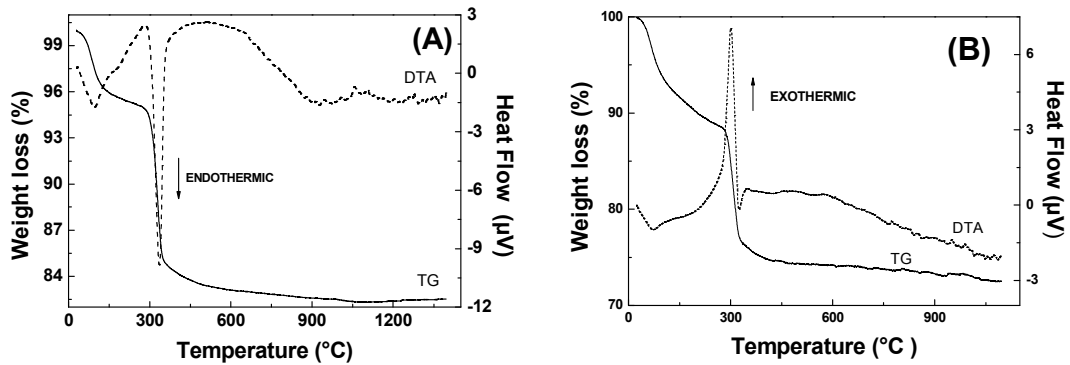 (A)
99
96
93
90
87
84
Weight loss (%)
3
0
-3
-6
-9
-12
Heat Flow (µV)
DTA
ENDOTHERMIC
TG
0 300 600 900 1200
Temperature (°C)
(B)
100
90
80
70
Weight loss (%)
6
3
0
-3
Heat Flow (µV)
EXOTHERMIC
DTA
TG
0 300 600 900
Temperature (°C )